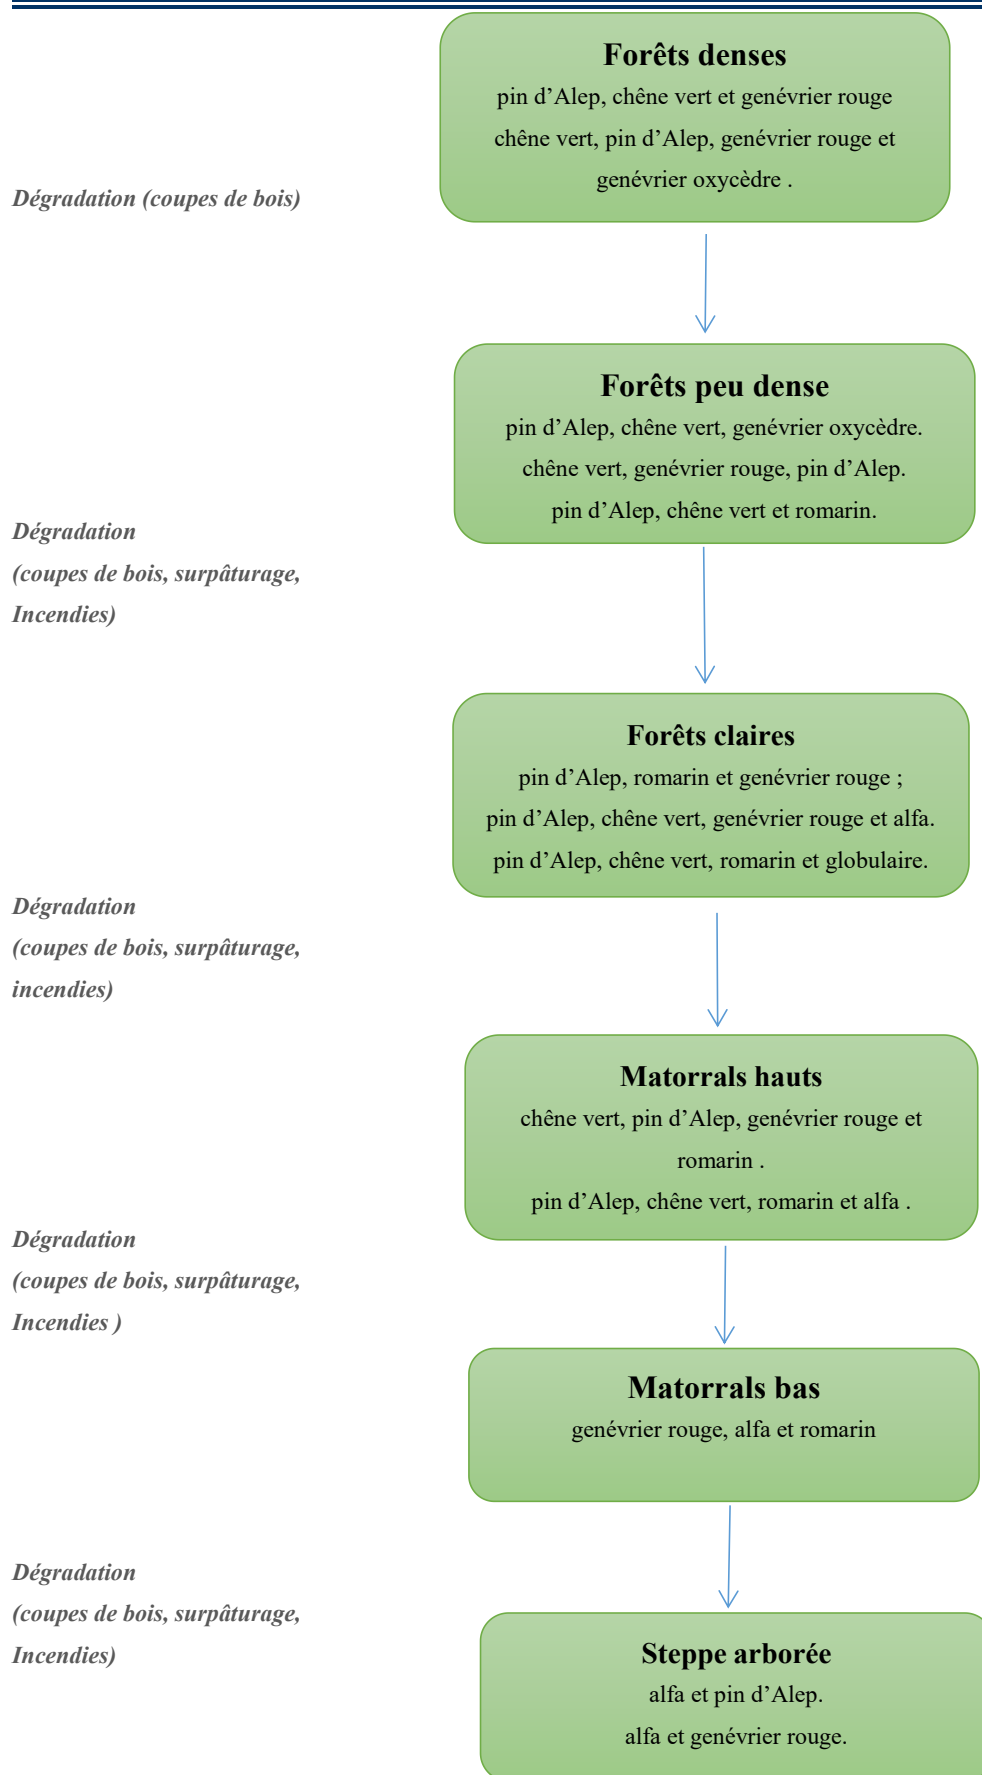 Forêts denses
pin d’Alep, chêne vert et genévrier rouge
chêne vert, pin d’Alep, genévrier rouge et
genévrier oxycèdre .
Dégradation (coupes de bois)
Forêts peu dense
pin d’Alep, chêne vert, genévrier oxycèdre.
chêne vert, genévrier rouge, pin d’Alep.
pin d’Alep, chêne vert et romarin.
Dégradation
(coupes de bois, surpâturage,
Incendies)
Forêts claires
pin d’Alep, romarin et genévrier rouge ;
pin d’Alep, chêne vert, genévrier rouge et alfa.
pin d’Alep, chêne vert, romarin et globulaire.
Dégradation
(coupes de bois, surpâturage,
incendies)
Matorrals hauts
chêne vert, pin d’Alep, genévrier rouge et
romarin .
pin d’Alep, chêne vert, romarin et alfa .
Dégradation
(coupes de bois, surpâturage,
Incendies )
Matorrals bas
genévrier rouge, alfa et romarin
Dégradation
(coupes de bois, surpâturage,
Incendies)
Steppe arborée
alfa et pin d’Alep.
alfa et genévrier rouge.